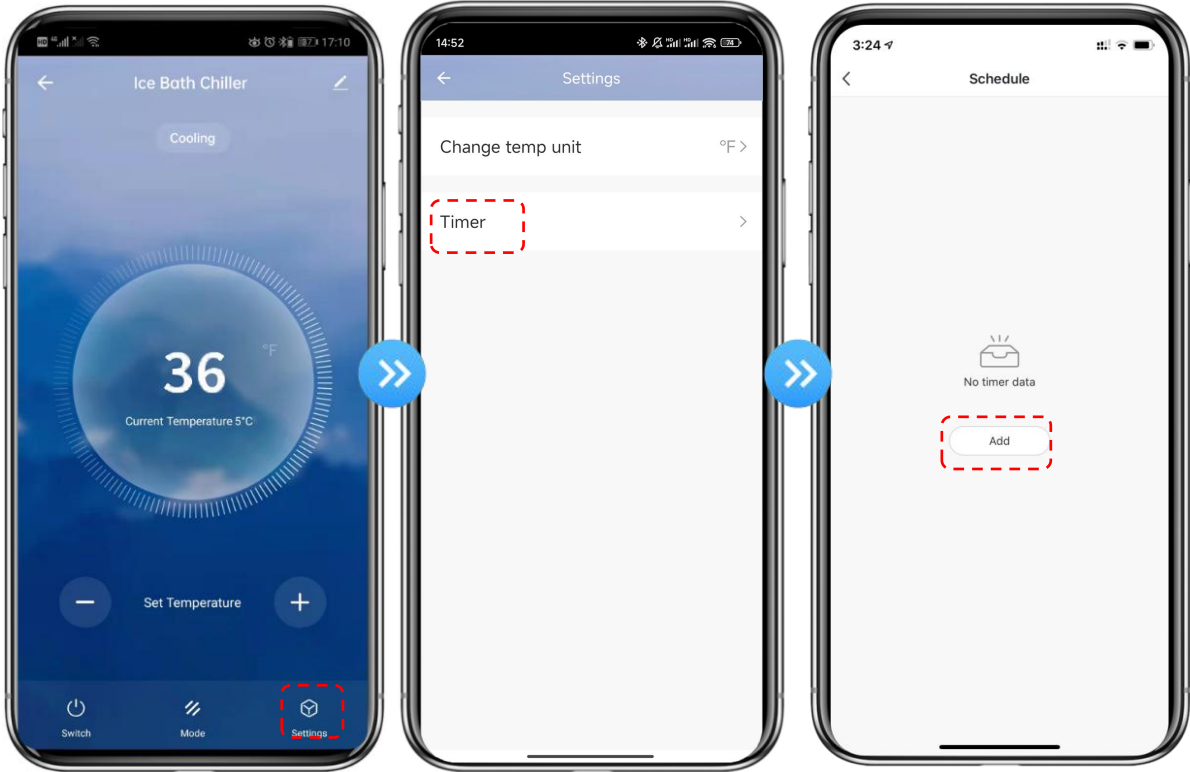 17:10
Ice Bath Chiller
Cooling
°F
36
Current Temperature 5°C
Set Temperature
Switch
Mode
Settings
14:52
74
Settings
Change temp unit
°F
Timer
3:24
Schedule
No timer data
Add